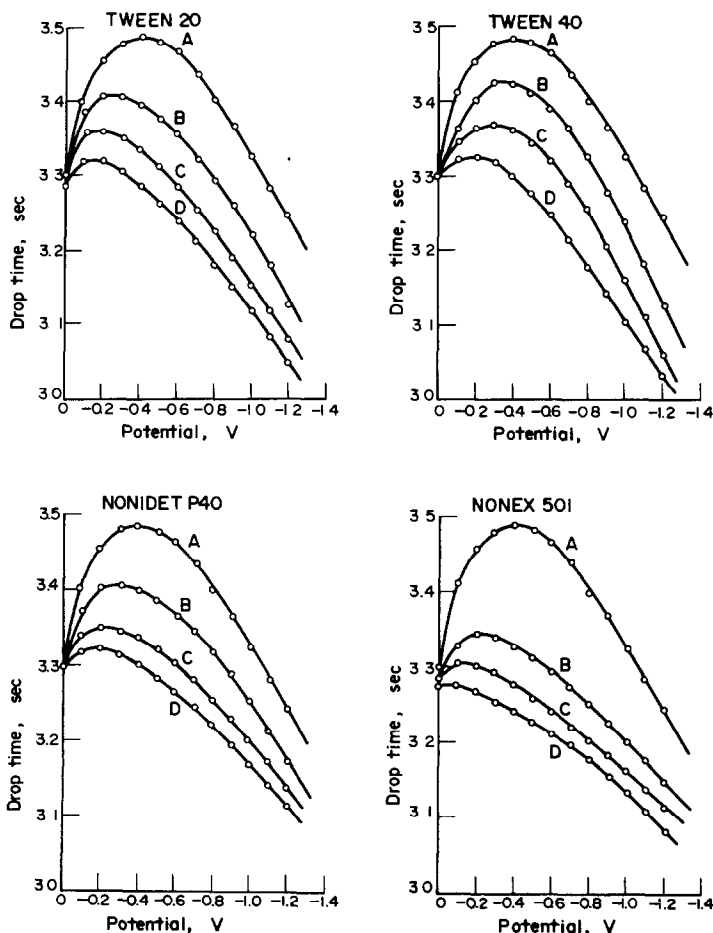 TWEEN 20
3.5
3.4
3.3
3.2
3.1
3.0
Drop time, sec
A
B
C
D
0 -0.2 -0.4 -0.6 -0.8 -1.0 -1.2 -1.4
Potential, V
TWEEN 40
3.5
3.4
3.3
3.2
3.1
3.0
Drop time, sec
A
B
C
D
0 -0.2 -0.4 -0.6 -0.8 -1.0 -1.2 -1.4
Potential, V
NONIDET P40
3.5
3.4
3.3
3.2
3.1
3.0
Drop time, sec
A
B
C
D
0 -0.2 -0.4 -0.6 -0.8 -1.0 -1.2 -1.4
Potential, V
NONEX 501
3.5
3.4
3.3
3.2
3.1
3.0
Drop time, sec
A
B
C
D
0 -0.2 -0.4 -0.6 -0.8 -1.0 -1.2 -1.4
Potential, V